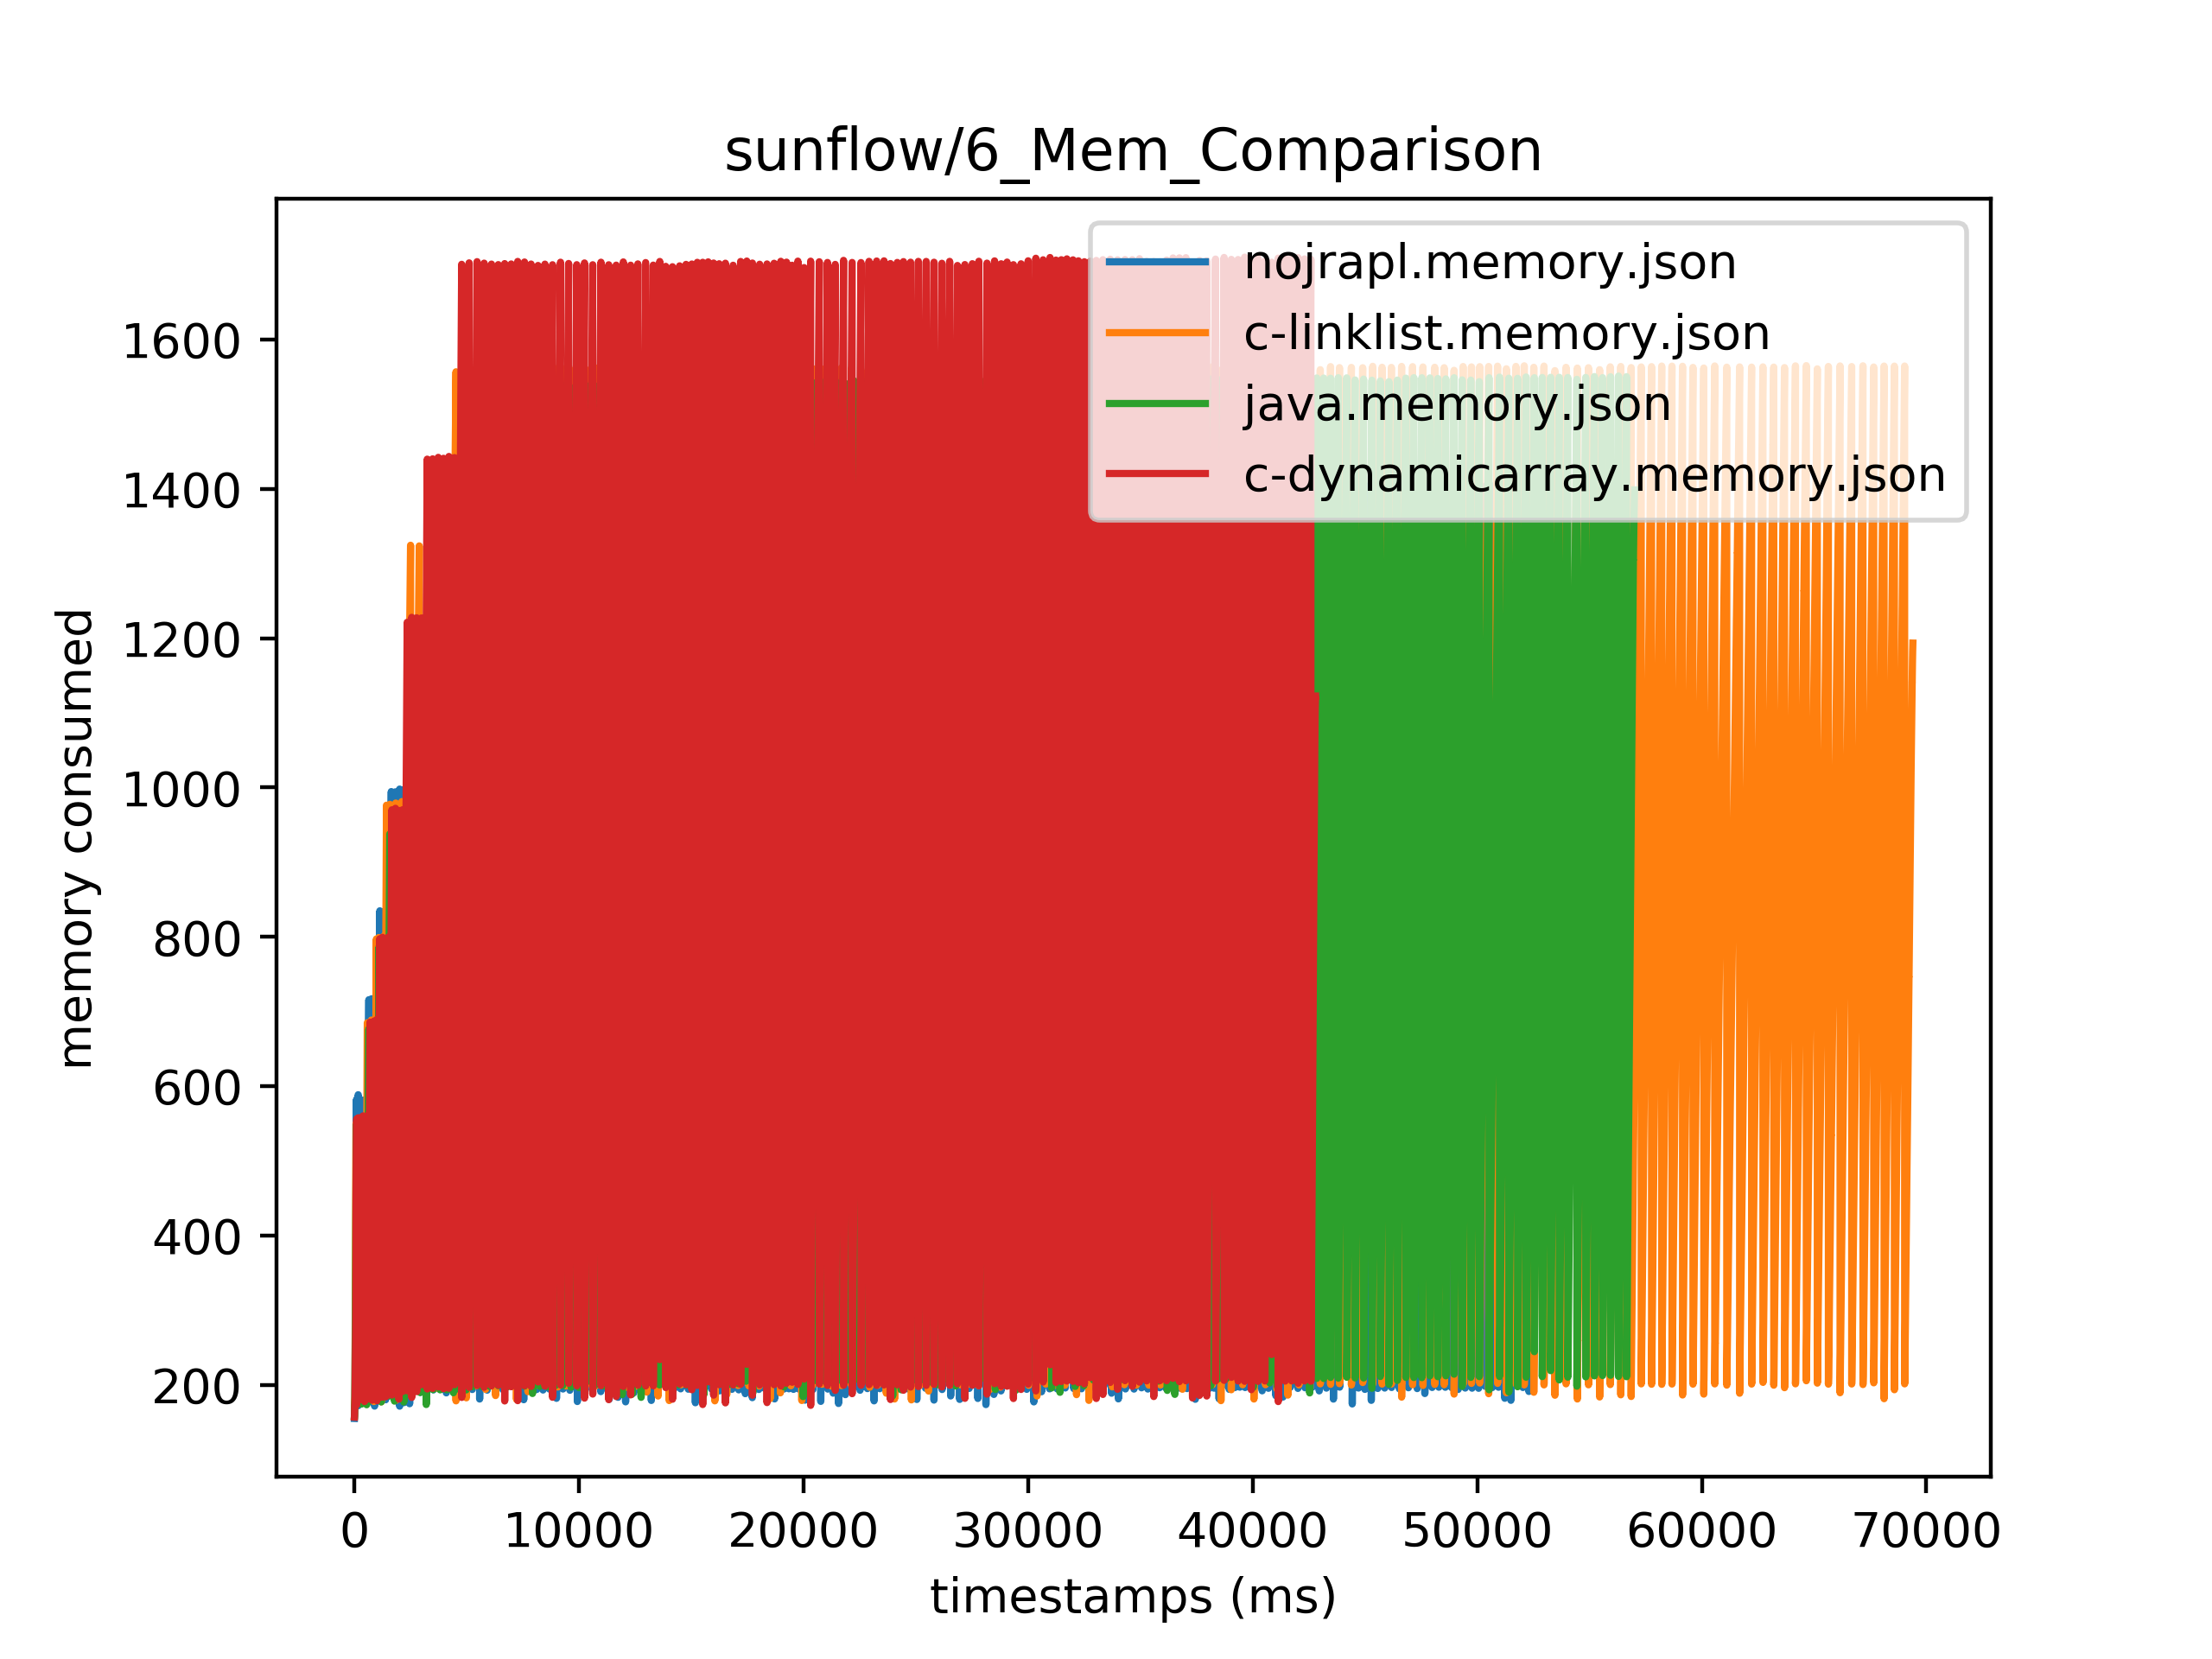 sunflow/6_Mem_Comparison
nojrapl.memory.json
c-linklist.memory.json
java.memory.json
c-dynamicarray.memory.json
memory consumed
1600
1400
1200
1000
800
600
400
200
0 10000 20000 30000 40000 50000 60000 70000
timestamps (ms)